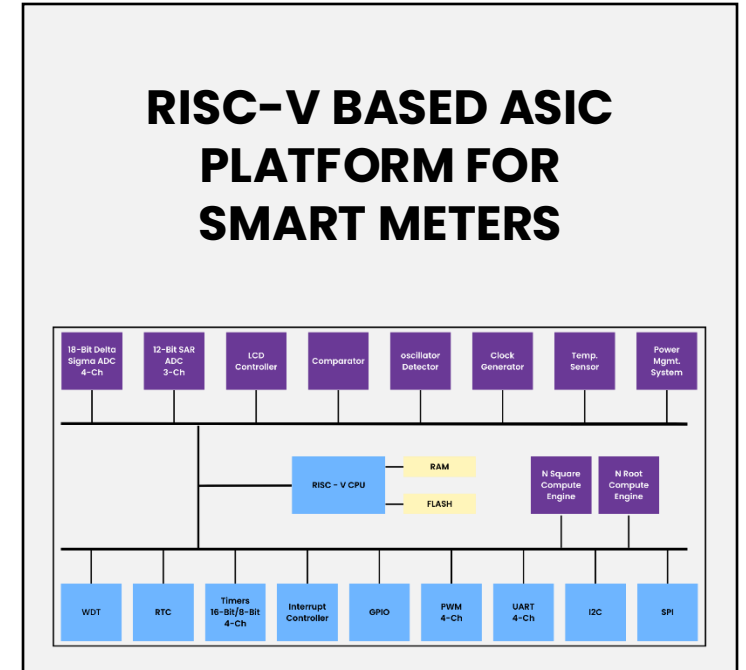 RISC-V BASED ASIC
PLATFORM FOR
SMART METERS
18-Bit Delta
Sigma ADC
4-Ch
12-Bit SAR
ADC
3-Ch
LCD
Controller
Comparator
oscillator
Detector
Clock
Generator
Temp.
Sensor
Power
Mgmt.
System
RISC - V CPU
RAM
FLASH
N Square
Compute
Engine
N Root
Compute
Engine
WDT
RTC
Timers
16-Bit/8-Bit
4-Ch
Interrupt
Controller
GPIO
PWM
4-Ch
UART
4-Ch
I2C
SPI